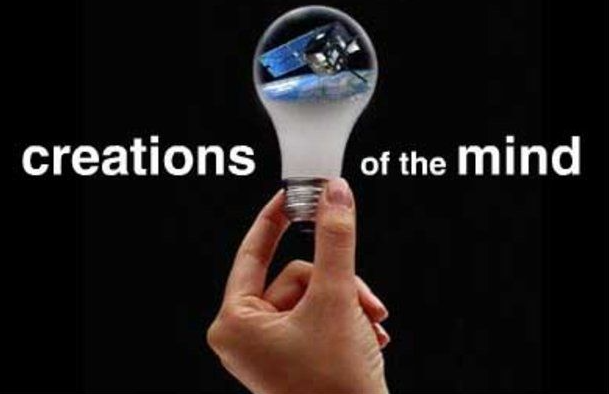 creations of the mind